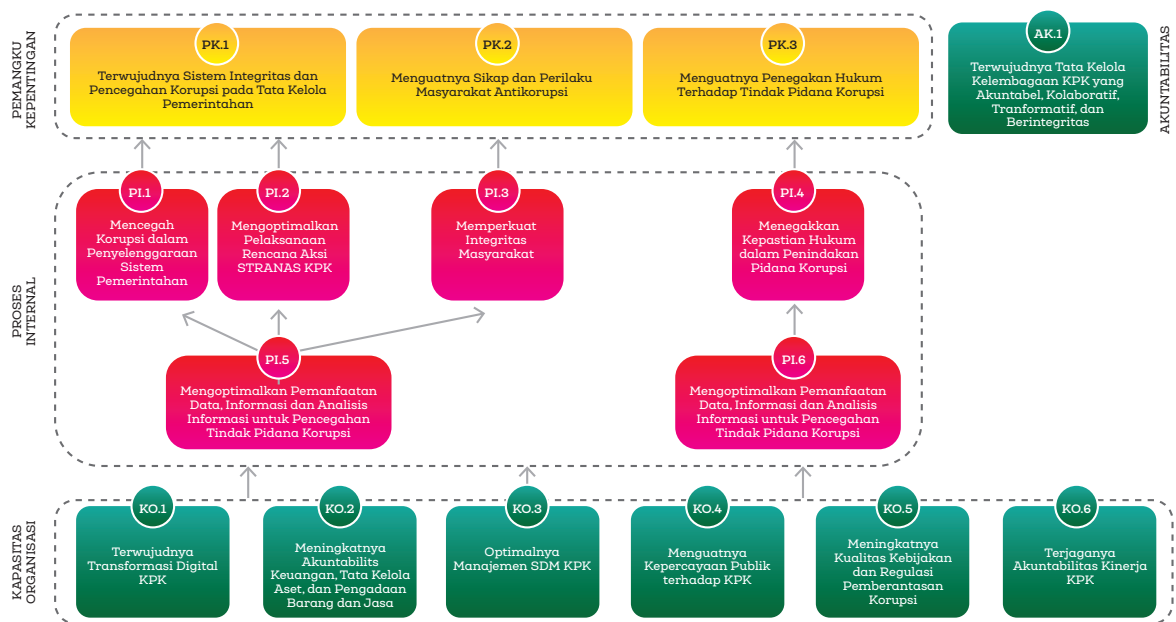 PEMANGKU
KEPENTINGAN
PK.1
Terwujudnya Sistem Integritas dan
Pencegahan Korupsi pada Tata Kelola
Pemerintahan
PK.2
Menguatnya Sikap dan Perilaku
Masyarakat Antikorupsi
PK.3
Menguatnya Penegakan Hukum
Terhadap Tindak Pidana Korupsi
AK.1
Terwujudnya Tata Kelola
Kelembagaan KPK yang
Akuntabel, Kolaboratif,
Tranformatif, dan
Berintegritas
AKUNTABILITAS
PROSES
INTERNAL
PI.1
Mencegah
Korupsi dalam
Penyelenggaraan
Sistem
Pemerintahan
PI.2
Mengoptimalkan
Pelaksanaan
Rencana Aksi
STRANAS KPK
PI.3
Memperkuat
Integritas
Masyarakat
PI.4
Menegakkan
Kepastian Hukum
dalam Penindakan
Pidana Korupsi
PI.5
Mengoptimalkan Pemanfaatan
Data, Informasi dan Analisis
Informasi untuk Pencegahan
Tindak Pidana Korupsi
PI.6
Mengoptimalkan Pemanfaatan
Data, Informasi dan Analisis
Informasi untuk Pencegahan
Tindak Pidana Korupsi
KAPASITAS
ORGANISASI
KO.1
Terwujudnya
Transformasi Digital
KPK
KO.2
Meningkatnya
Akuntabilits
Keuangan, Tata Kelola
Aset, dan Pengadaan
Barang dan Jasa
KO.3
Optimalnya
Manajemen SDM KPK
KO.4
Menguatnya
Kepercayaan Publik
terhadap KPK
KO.5
Meningkatnya
Kualitas Kebijakan
dan Regulasi
Pemberantasan
Korupsi
KO.6
Terjaganya
Akuntabilitas Kinerja
KPK